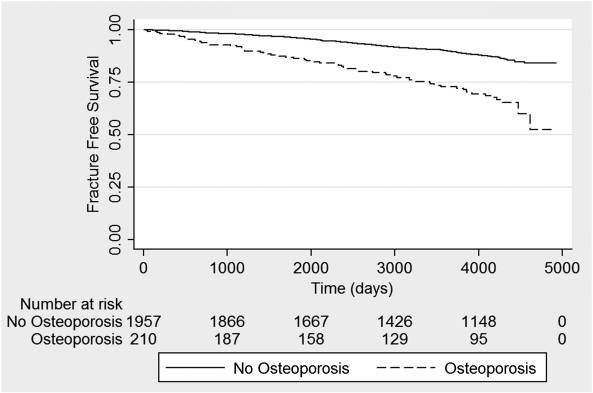 1.00
0.75
0.50
0.25
0.00
Fracture Free Survival
0 1000 2000 3000 4000 5000
Time (days)
Number at risk
No Osteoporosis 1957 1866 1667 1426 1148 0
Osteoporosis 210 187 158 129 95 0
No Osteoporosis Osteoporosis